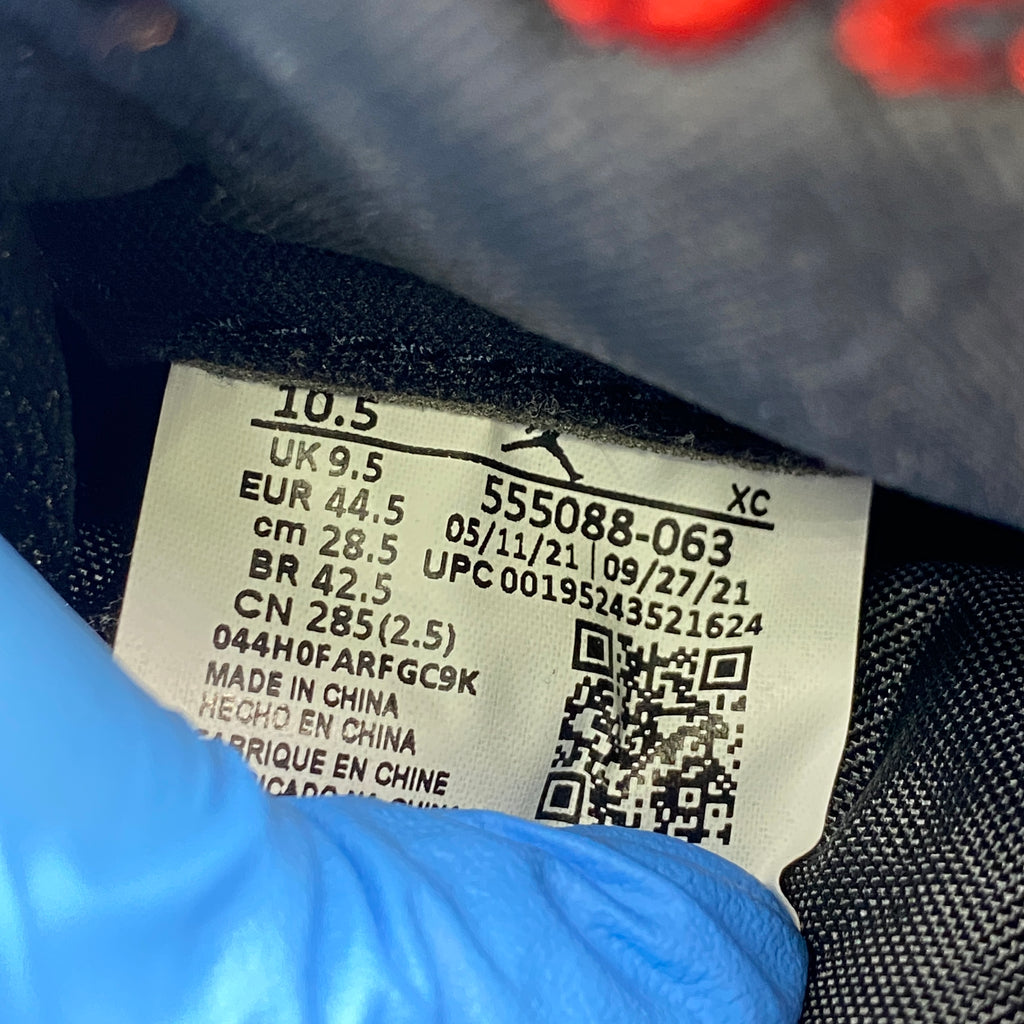 10.5
UK 9.5
EUR 44.5
cm 28.5
BR 42.5
CN 285(2.5)
044H0FARFGC9K
MADE IN CHINA
HECHO EN CHINA
FABRIQUE EN CHINE
XC
555088-063
05/11/21 | 09/27/21
UPC 00195243521624